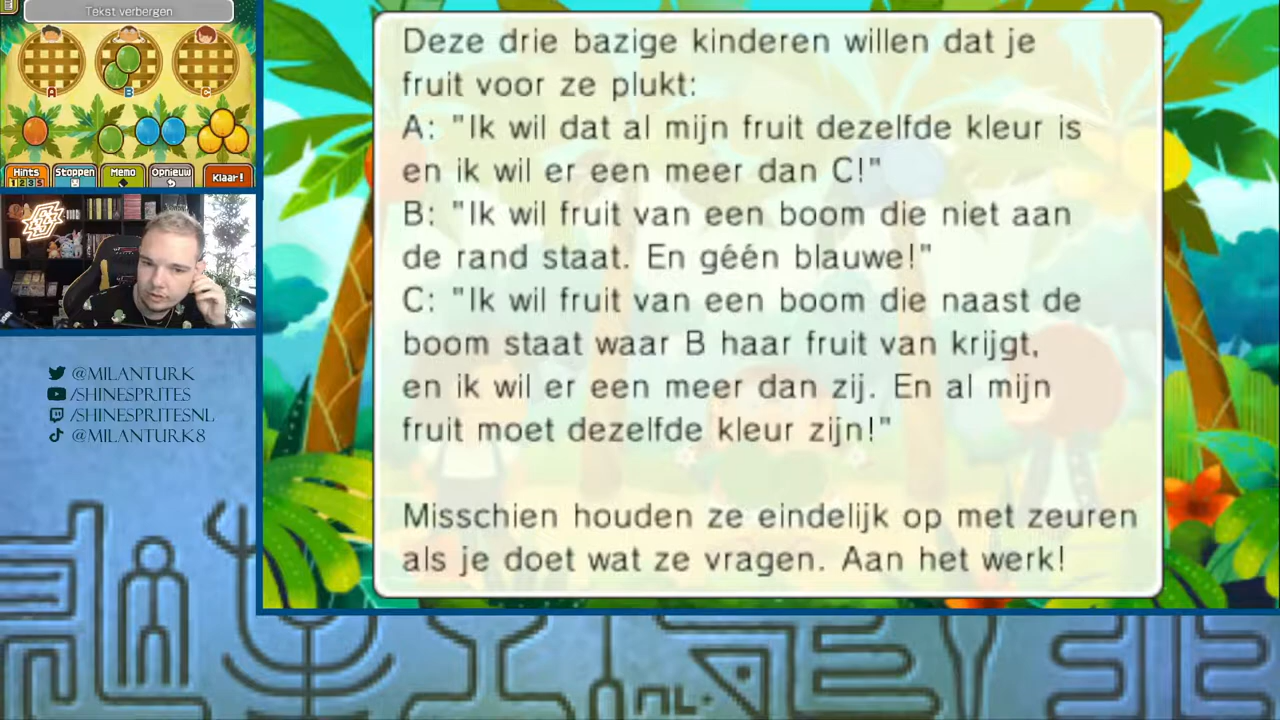 Tekst verbergen
A
B
C
Hints
1 2 3 S
Stoppen
Memo
Opnieuw
Klaar!
Deze drie bazige kinderen willen dat je
fruit voor ze plukt:
A: "Ik wil dat al mijn fruit dezelfde kleur is
en ik wil er een meer dan C!"
B: "Ik wil fruit van een boom die niet aan
de rand staat. En géén blauwe!"
C: "Ik wil fruit van een boom die naast de
boom staat waar B haar fruit van krijgt,
en ik wil er een meer dan zij. En al mijn
fruit moet dezelfde kleur zijn!"
Misschien houden ze eindelijk op met zeuren
als je doet wat ze vragen. Aan het werk!
@MILANTURK
/SHINESPRITES
/SHINESPRITESNL
@MILANTURK8